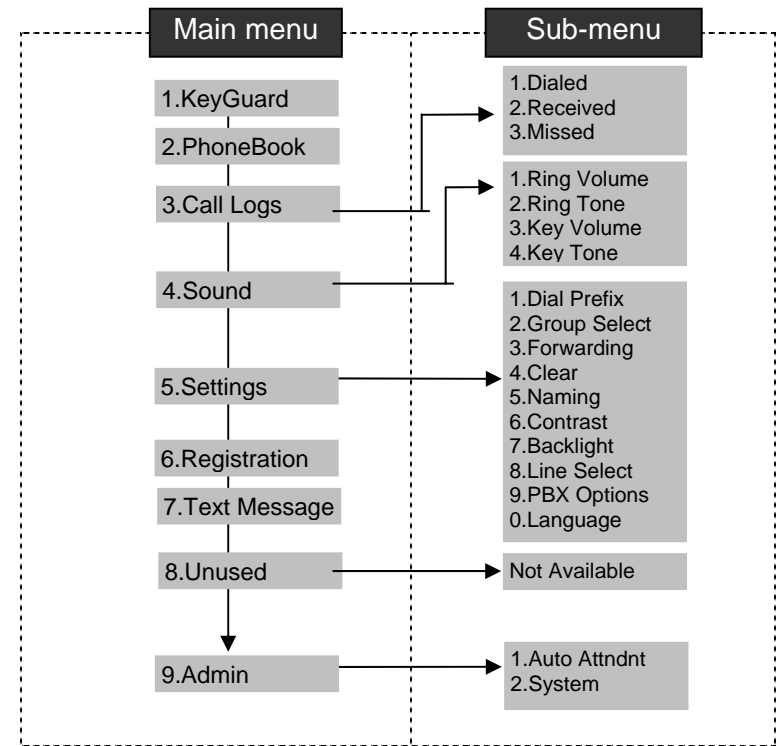 Main menu
Sub-menu
1.KeyGuard
2.PhoneBook
3.Call Logs
4.Sound
5.Settings
6.Registration
7.Text Message
8.Unused
9.Admin
1.Dialed
2.Received
3.Missed
1.Ring Volume
2.Ring Tone
3.Key Volume
4.Key Tone
1.Dial Prefix
2.Group Select
3.Forwarding
4.Clear
5.Naming
6.Contrast
7.Backlight
8.Line Select
9.PBX Options
0.Language
Not Available
1.Auto Attndnt
2.System